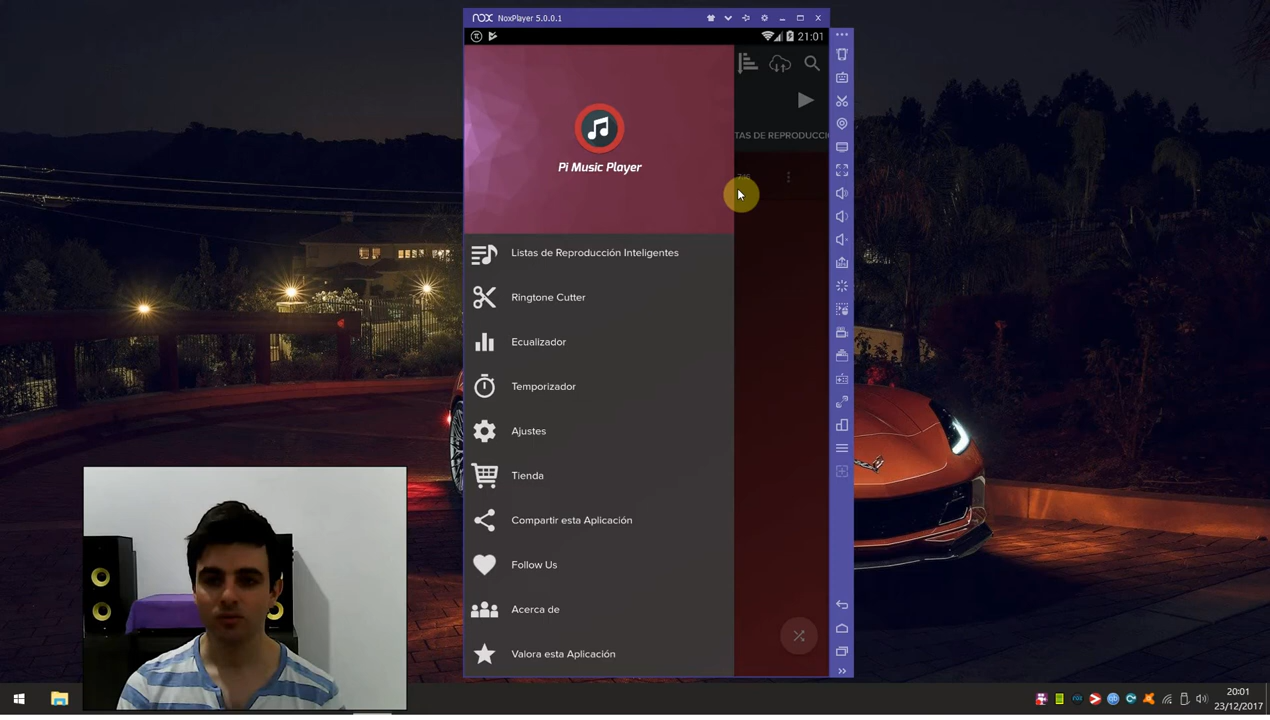 nox NoxPlayer 5.0.0.1
21:01
Pi Music Player
TAS DE REPRODUCCI
Listas de Reproducción Inteligentes
Ringtone Cutter
Ecualizador
Temporizador
Ajustes
Tienda
Compartir esta Aplicación
Follow Us
Acerca de
Valora esta Aplicación
20:01
23/12/2017